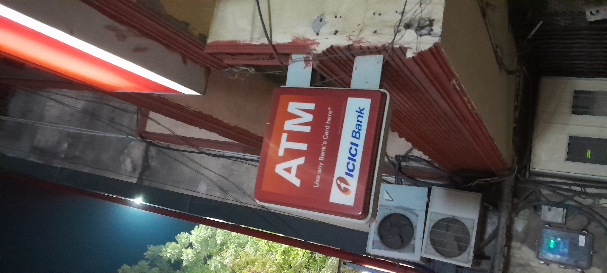 ATM
Use any Bank's Card here*
ICICI Bank